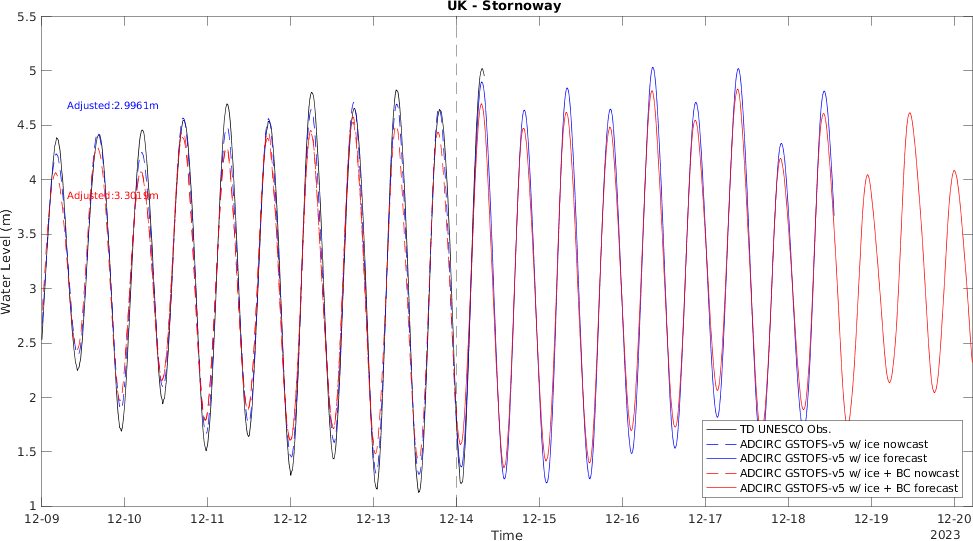 UK - Stornoway
5.5
5
4.5
4
3.5
3
2.5
2
1.5
1
Water Level (m)
Adjusted:2.9961m
Adjusted:3.3019m
TD UNESCO Obs.
ADCIRC GSTOFS-v5 w/ ice nowcast
ADCIRC GSTOFS-v5 w/ ice forecast
ADCIRC GSTOFS-v5 w/ ice + BC nowcast
ADCIRC GSTOFS-v5 w/ ice + BC forecast
12-09 12-10 12-11 12-12 12-13 12-14 12-15 12-16 12-17 12-18 12-19 12-20
Time
2023